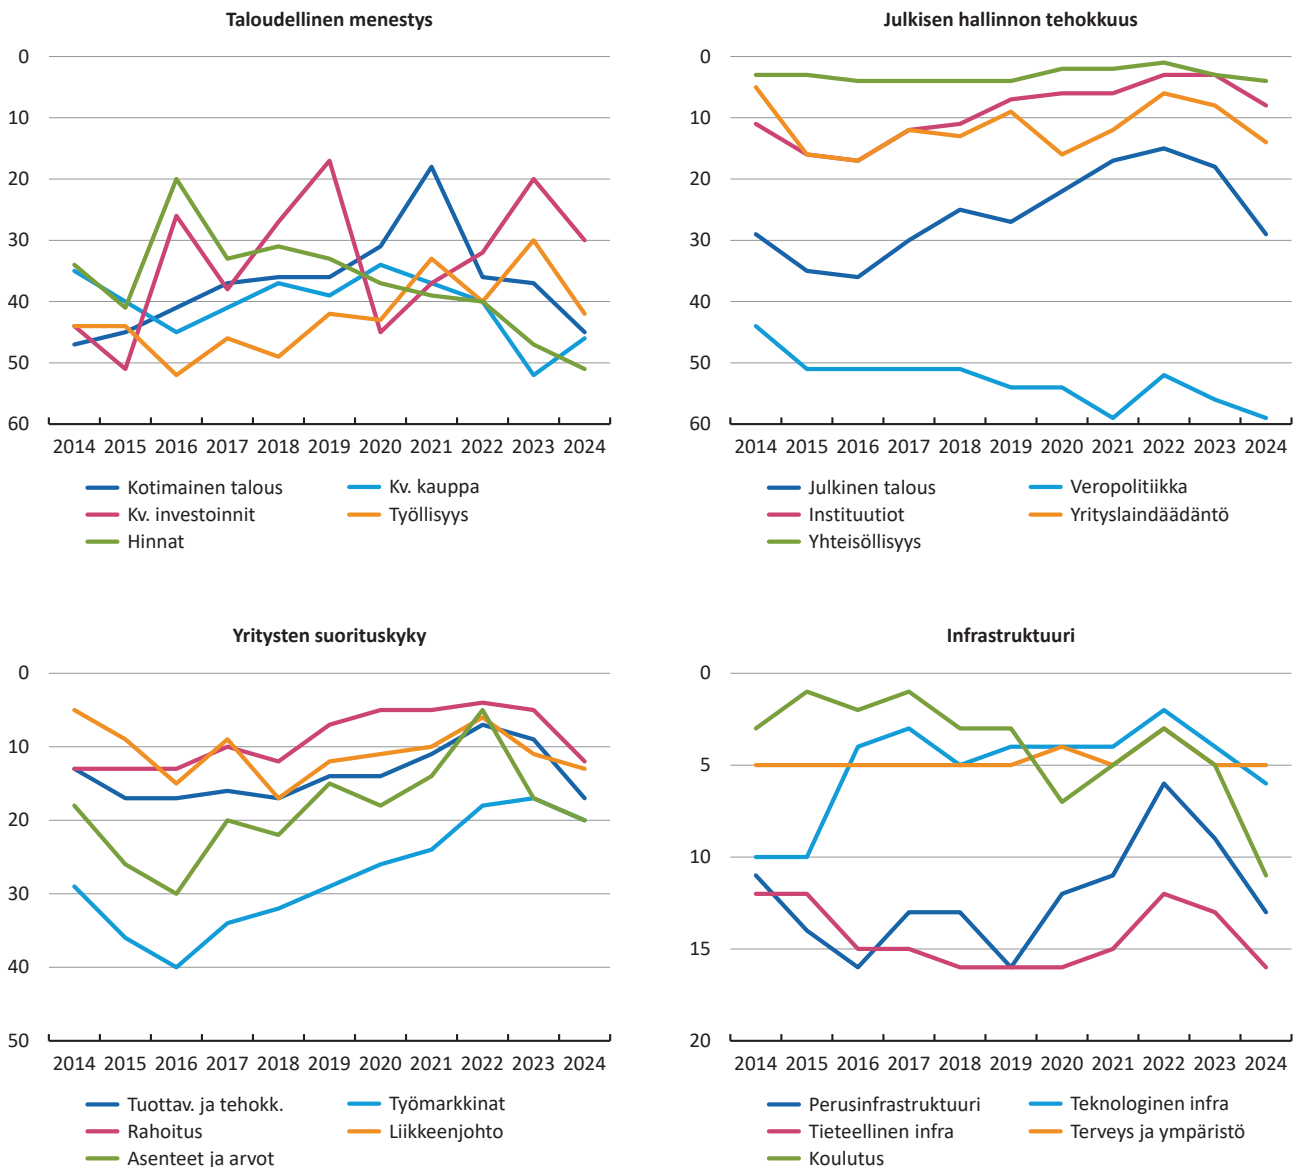 Taloudellinen menestys
0
10
20
30
40
50
60
2014 2015 2016 2017 2018 2019 2020 2021 2022 2023 2024
Kotimainen talous Kv. kauppa
Kv. investoinnit Työllisyys
Hinnat
Julkisen hallinnon tehokkuus
0
10
20
30
40
50
60
2014 2015 2016 2017 2018 2019 2020 2021 2022 2023 2024
Julkinen talous Veropolitiikka
Instituutiot Yrityslaindäädäntö
Yhteisöllisyys
Yritysten suorituskyky
0
10
20
30
40
50
2014 2015 2016 2017 2018 2019 2020 2021 2022 2023 2024
Tuottav. ja tehokk. Työmarkkinat
Rahoitus Liikkeenjohto
Asenteet ja arvot
Infrastruktuuri
0
5
10
15
20
2014 2015 2016 2017 2018 2019 2020 2021 2022 2023 2024
Perusinfrastruktuuri Teknologinen infra
Tieteellinen infra Terveys ja ympäristö
Koulutus